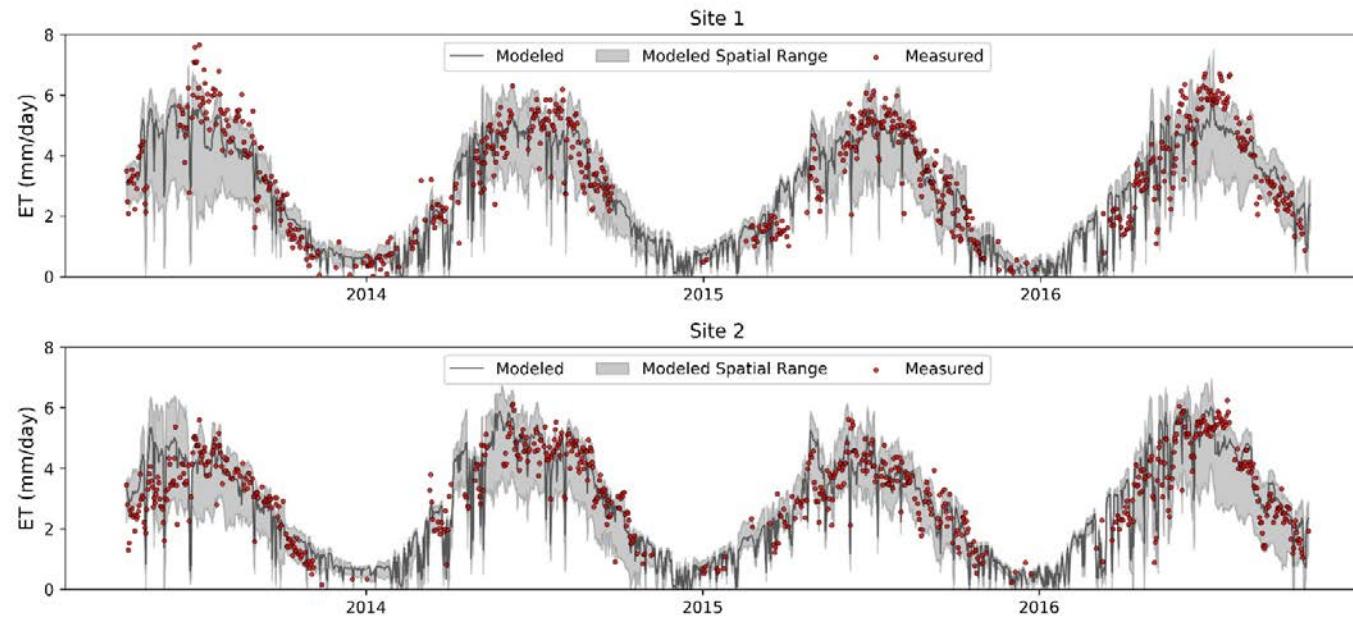 Site 1
Modeled Modeled Spatial Range Measured
ET (mm/day)
8
6
4
2
0
2014 2015 2016
Site 2
Modeled Modeled Spatial Range Measured
ET (mm/day)
8
6
4
2
0
2014 2015 2016